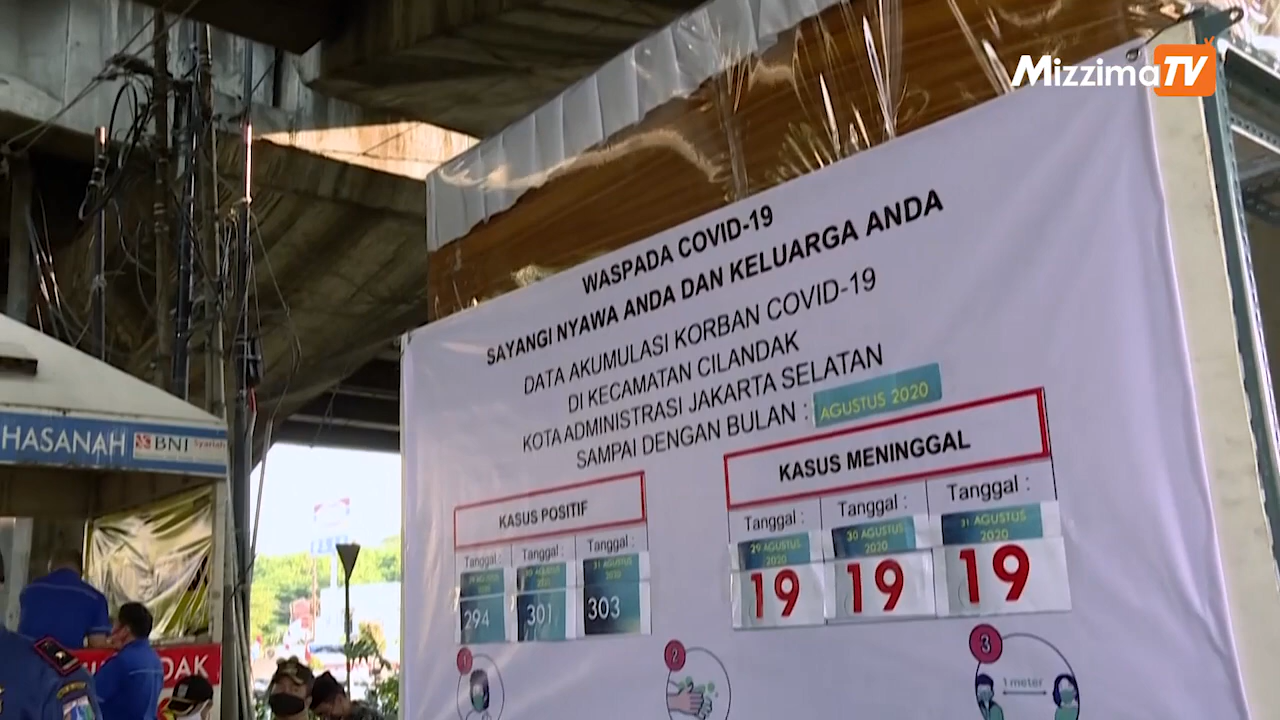 MizzimaTV
WASPADA COVID-19
SAYANGI NYAWA ANDA DAN KELUARGA ANDA
DATA AKUMULASI KORBAN COVID-19
DI KECAMATAN CILANDAK
KOTA ADMINISTRASI JAKARTA SELATAN
SAMPAI DENGAN BULAN : AGUSTUS 2020
KASUS POSITIF
Tanggal : Tanggal : Tanggal :
294 301 303
KASUS MENINGGAL
Tanggal : Tanggal : Tanggal :
29 AGUSTUS 2020 30 AGUSTUS 2020 31 AGUSTUS 2020
19 19 19
1 2 3
1 meter
HASANAH BNI Syariah